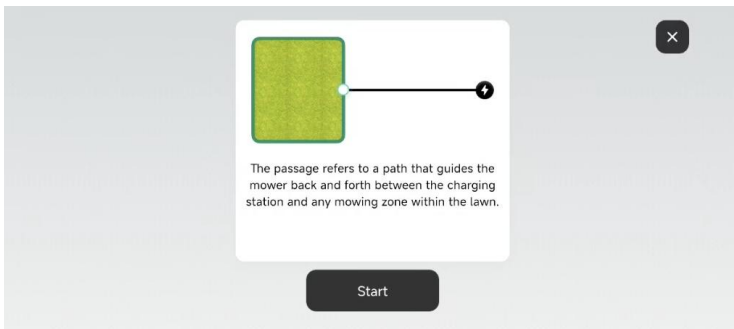 The passage refers to a path that guides the
mower back and forth between the charging
station and any mowing zone within the lawn.
Start